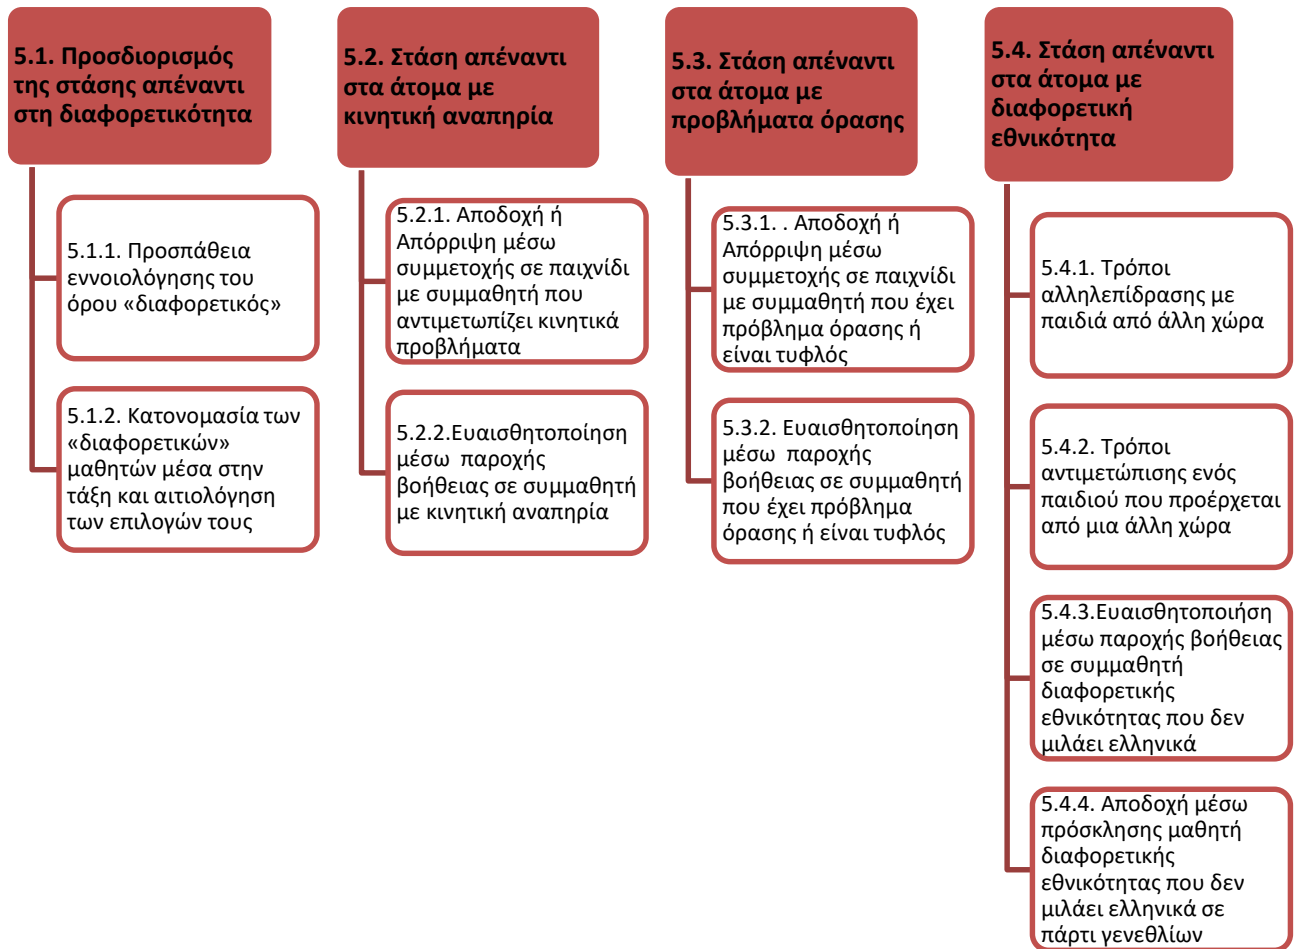 5.1. Προσδιορισμός
της στάσης απέναντι
στη διαφορετικότητα
5.1.1. Προσπάθεια
εννοιολόγησης του
όρου «διαφορετικός»
5.1.2. Κατονομασία των
«διαφορετικών»
μαθητών μέσα στην
τάξη και αιτιολόγηση
των επιλογών τους
5.2. Στάση απέναντι
στα άτομα με
κινητική αναπηρία
5.2.1. Αποδοχή ή
Απόρριψη μέσω
συμμετοχής σε παιχνίδι
με συμμαθητή που
αντιμετωπίζει κινητικά
προβλήματα
5.2.2.Ευαισθητοποίηση
μέσω  παροχής
βοήθειας σε συμμαθητή
με κινητική αναπηρία
5.3. Στάση απέναντι
στα άτομα με
προβλήματα όρασης
5.3.1. . Αποδοχή ή
Απόρριψη μέσω
συμμετοχής σε παιχνίδι
με συμμαθητή που έχει
πρόβλημα όρασης ή
είναι τυφλός
5.3.2. Ευαισθητοποίηση
μέσω  παροχής
βοήθειας σε συμμαθητή
που έχει πρόβλημα
όρασης ή είναι τυφλός
5.4. Στάση απέναντι
στα άτομα με
διαφορετική
εθνικότητα
5.4.1. Τρόποι
αλληλεπίδρασης με
παιδιά από άλλη χώρα
5.4.2. Τρόποι
αντιμετώπισης ενός
παιδιού που προέρχεται
από μια άλλη χώρα
5.4.3.Ευαισθητοποιήση
μέσω παροχής βοήθειας
σε συμμαθητή
διαφορετικής
εθνικότητας που δεν
μιλάει ελληνικά
5.4.4. Αποδοχή μέσω
πρόσκλησης μαθητή
διαφορετικής
εθνικότητας που δεν
μιλάει ελληνικά σε
πάρτι γενεθλίων